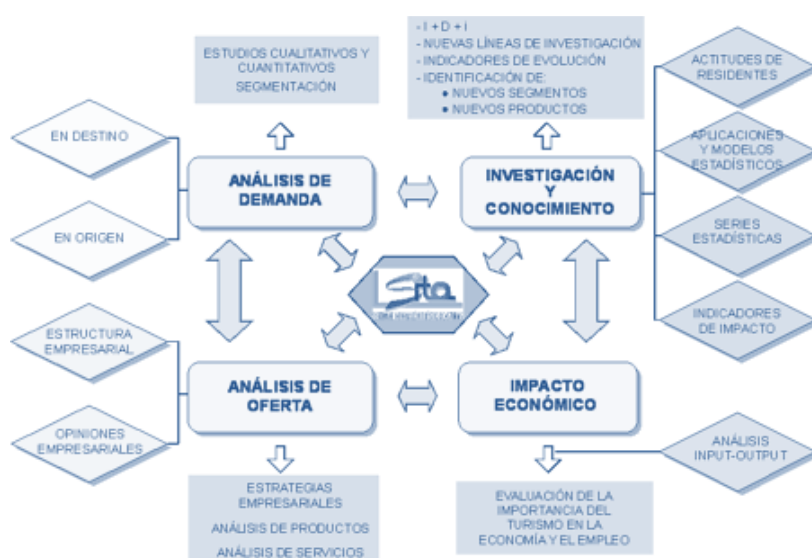 ESTUDIOS CUALITATIVOS Y
CUANTITATIVOS
SEGMENTACIÓN
- I + D + i
- NUEVAS LÍNEAS DE INVESTIGACIÓN
- INDICADORES DE EVOLUCIÓN
- IDENTIFICACIÓN DE:
● NUEVOS SEGMENTOS
● NUEVOS PRODUCTOS
ACTITUDES DE
RESIDENTES
EN DESTINO
ANÁLISIS DE
DEMANDA
INVESTIGACIÓN
Y
CONOCIMIENTO
APLICACIONES
Y MODELOS
ESTADÍSTICOS
EN ORIGEN
SERIES
ESTADÍSTICAS
Sita
ESTRUCTURA
EMPRESARIAL
INDICADORES
DE IMPACTO
ANÁLISIS DE
OFERTA
IMPACTO
ECONÓMICO
OPINIONES
EMPRESARIALES
ANÁLISIS
INPUT-OUTPUT
ESTRATEGIAS
EMPRESARIALES
ANÁLISIS DE PRODUCTOS
ANÁLISIS DE SERVICIOS
EVALUACIÓN DE LA
IMPORTANCIA DEL
TURISMO EN LA
ECONOMÍA Y EL EMPLEO